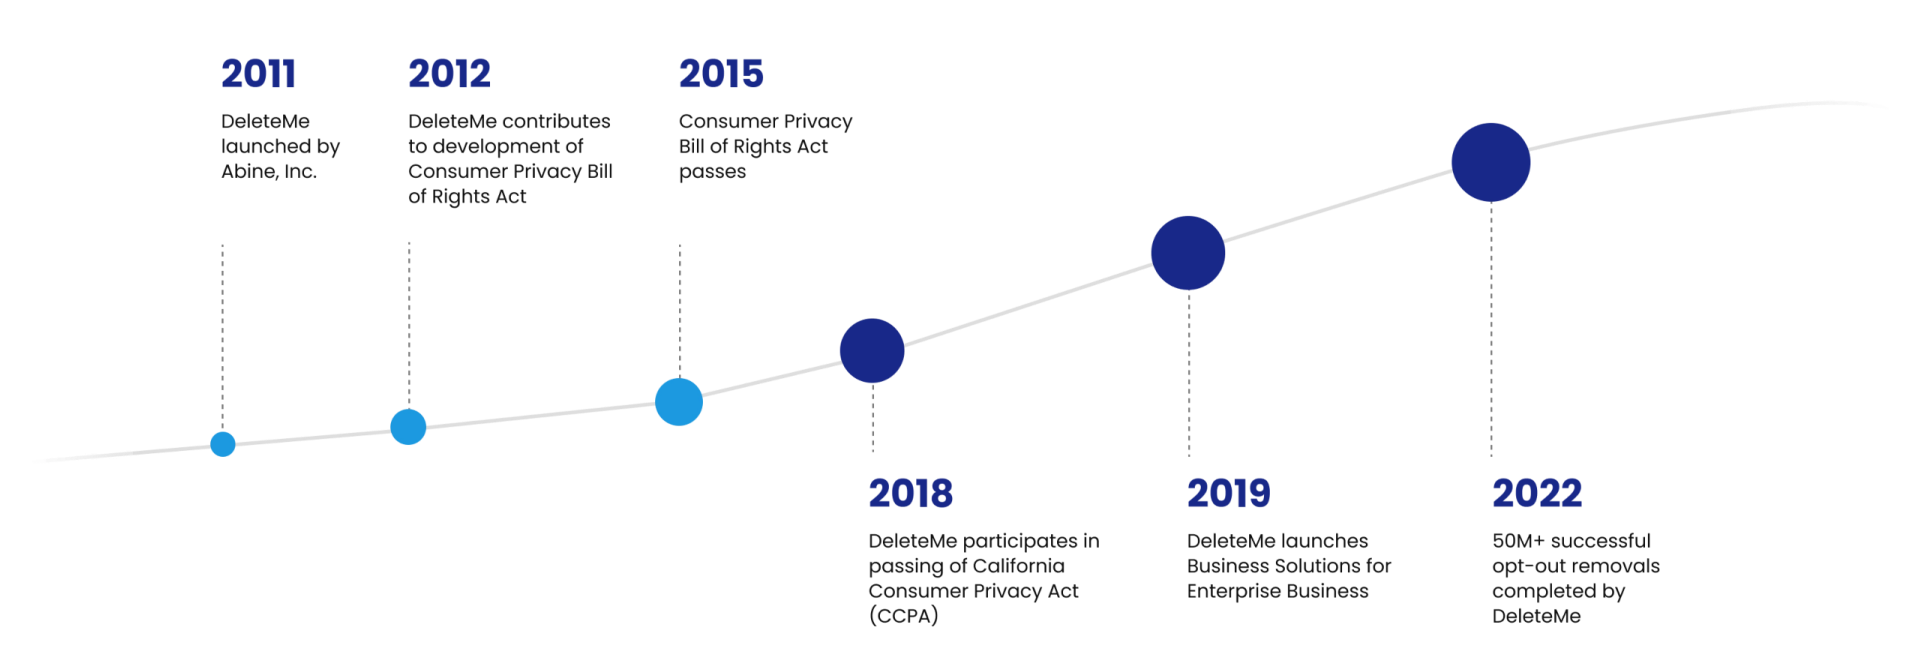 2011
DeleteMe
launched by
Abine, Inc.
2012
DeleteMe contributes
to development of
Consumer Privacy Bill
of Rights Act
2015
Consumer Privacy
Bill of Rights Act
passes
2018
DeleteMe participates in
passing of California
Consumer Privacy Act
(CCPA)
2019
DeleteMe launches
Business Solutions for
Enterprise Business
2022
50M+ successful
opt-out removals
completed by
DeleteMe